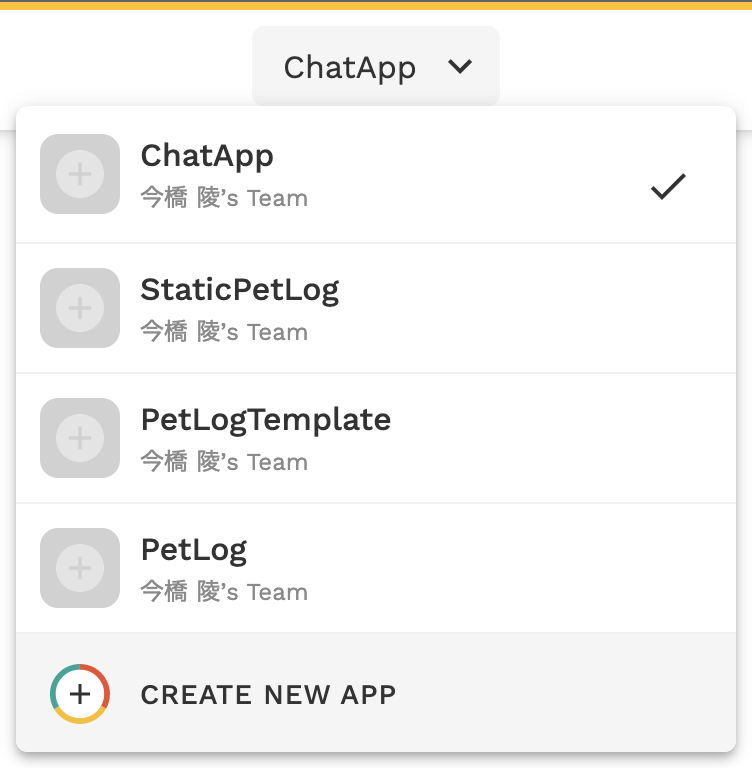 ChatApp
ChatApp
今橋 陵's Team
StaticPetLog
今橋 陵's Team
PetLogTemplate
今橋 陵's Team
PetLog
今橋 陵's Team
CREATE NEW APP